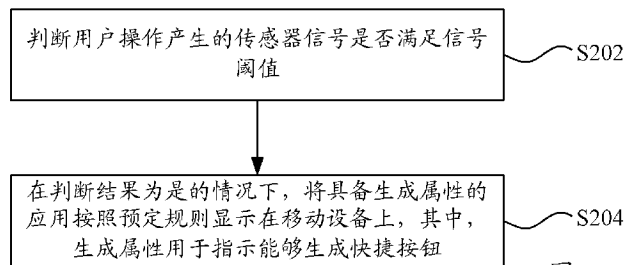 判断用户操作产生的传感器信号是否满足信号
阈值
S202
在判断结果为是的情况下，将具备生成属性的
应用按照预定规则显示在移动设备上，其中，
生成属性用于指示能够生成快捷按钮
S204